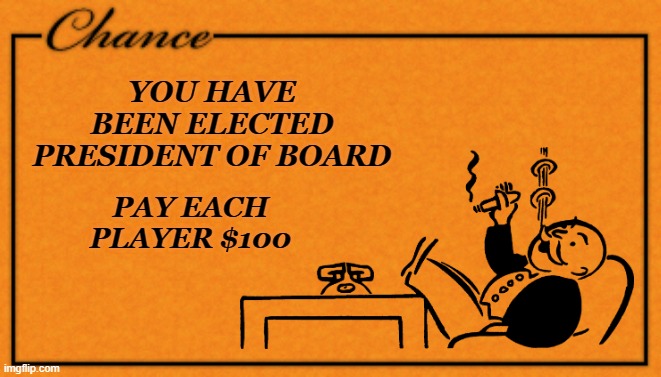 Chance
YOU HAVE
BEEN ELECTED
PRESIDENT OF BOARD
PAY EACH
PLAYER $100
imgflip.com